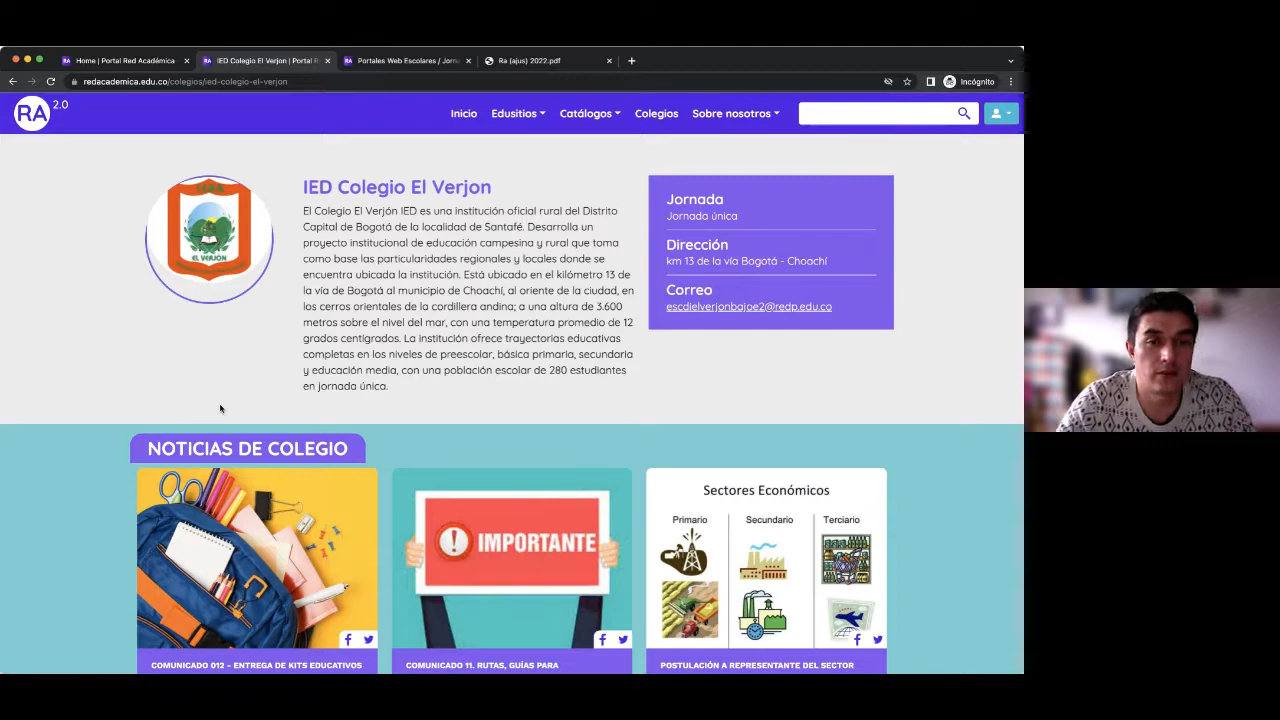 Home | Portal Red Académica
IED Colegio El Verjon | Portal R
Portales Web Escolares / Jorn
Ra (ajus) 2022.pdf
redacademica.edu.co/colegios/ied-colegio-el-verjon
Incógnito
RA 2.0
Inicio
Edusitios
Catálogos
Colegios
Sobre nosotros
IED Colegio El Verjon
El Colegio El Verjón IED es una institución oficial rural del Distrito
Capital de Bogotá de la localidad de Santafé. Desarrolla un
proyecto institucional de educación campesina y rural que toma
como base las particularidades regionales y locales donde se
encuentra ubicada la institución. Está ubicado en el kilómetro 13 de
la vía de Bogotá al municipio de Choachí, al oriente de la ciudad, en
los cerros orientales de la cordillera andina; a una altura de 3.600
metros sobre el nivel del mar, con una temperatura promedio de 12
grados centígrados. La institución ofrece trayectorias educativas
completas en los niveles de preescolar, básica primaria, secundaria
y educación media, con una población escolar de 280 estudiantes
en jornada única.
EL VERJON
Jornada
Jornada única
Dirección
km 13 de la vía Bogotá - Choachí
Correo
escdielverjonbajoe2@redp.edu.co
NOTICIAS DE COLEGIO
IMPORTANTE
Sectores Económicos
Primario
Secundario
Terciario
COMUNICADO 012 - ENTREGA DE KITS EDUCATIVOS
COMUNICADO 11. RUTAS, GUÍAS PARA
POSTULACIÓN A REPRESENTANTE DEL SECTOR